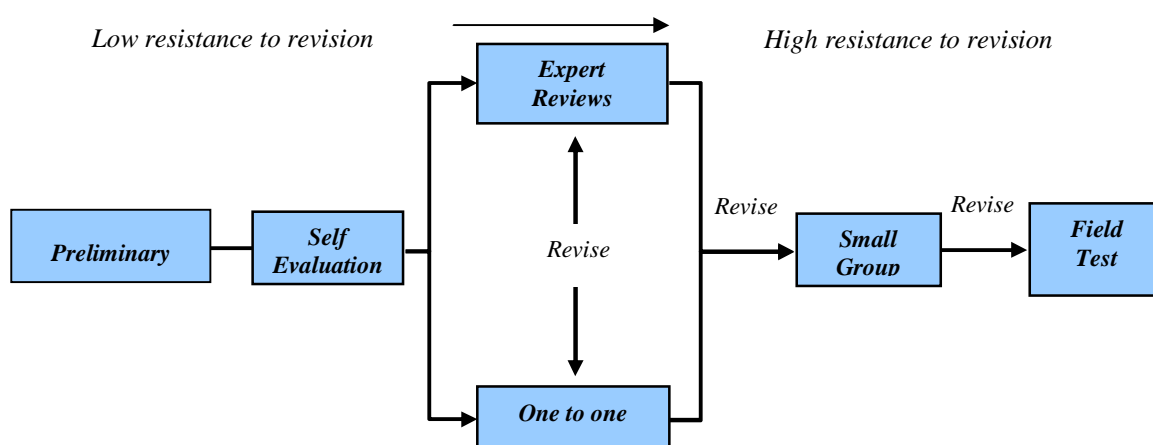 Low resistance to revision
High resistance to revision
Expert
Reviews
Preliminary
Self
Evaluation
Revise
Revise
Small
Group
Revise
Field
Test
One to one